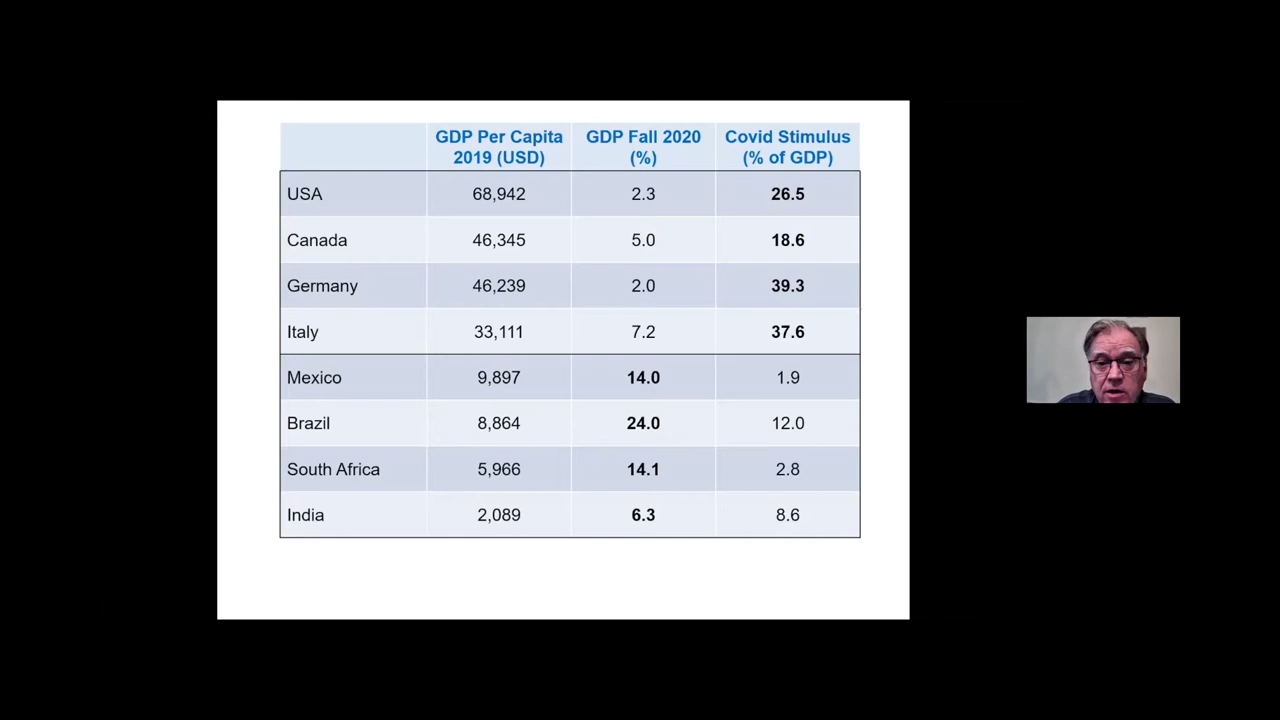 GDP Per Capita GDP Fall 2020 Covid Stimulus
2019 (USD) (%) (% of GDP)
USA 68,942 2.3 26.5
Canada 46,345 5.0 18.6
Germany 46,239 2.0 39.3
Italy 33,111 7.2 37.6
Mexico 9,897 14.0 1.9
Brazil 8,864 24.0 12.0
South Africa 5,966 14.1 2.8
India 2,089 6.3 8.6